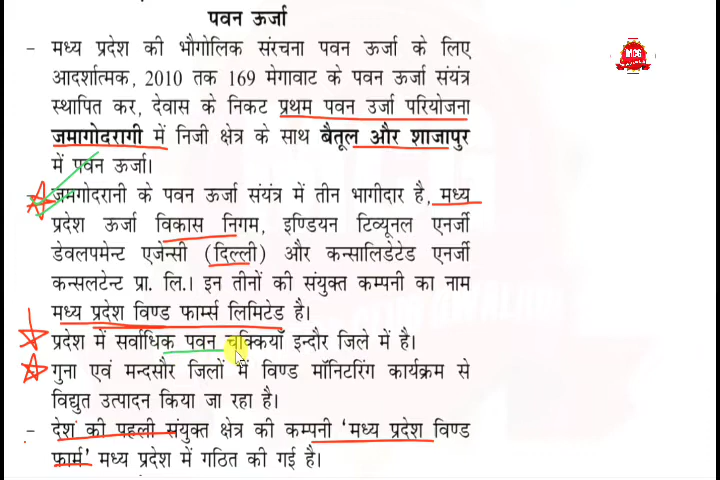 पवन ऊर्जा
MCG
- मध्य प्रदेश की भौगोलिक संरचना पवन ऊर्जा के लिए
आदर्शात्मक, 2010 तक 169 मेगावाट के पवन ऊर्जा संयंत्र
स्थापित कर, देवास के निकट प्रथम पवन उर्जा परियोजना
जमागोदरागी में निजी क्षेत्र के साथ बैतूल और शाजापुर
में पवन ऊर्जा।
जमगोदरानी के पवन ऊर्जा संयंत्र में तीन भागीदार है, मध्य
प्रदेश ऊर्जा विकास निगम, इण्डियन टिव्यूनल एनर्जी
डेवलपमेन्ट एजेन्सी (दिल्ली) और कन्सालिडेटेड एनर्जी
कन्सलटेन्ट प्रा. लि.। इन तीनों की संयुक्त कम्पनी का नाम
मध्य प्रदेश विण्ड फार्म्स लिमिटेड है।
प्रदेश में सर्वाधिक पवन चक्कियाँ इन्दौर जिले में है।
गुना एवं मन्दसौर जिलों में विण्ड मॉनिटरिंग कार्यक्रम से
विद्युत उत्पादन किया जा रहा है।
- देश की पहली संयुक्त क्षेत्र की कम्पनी 'मध्य प्रदेश विण्ड
फार्म' मध्य प्रदेश में गठित की गई है।